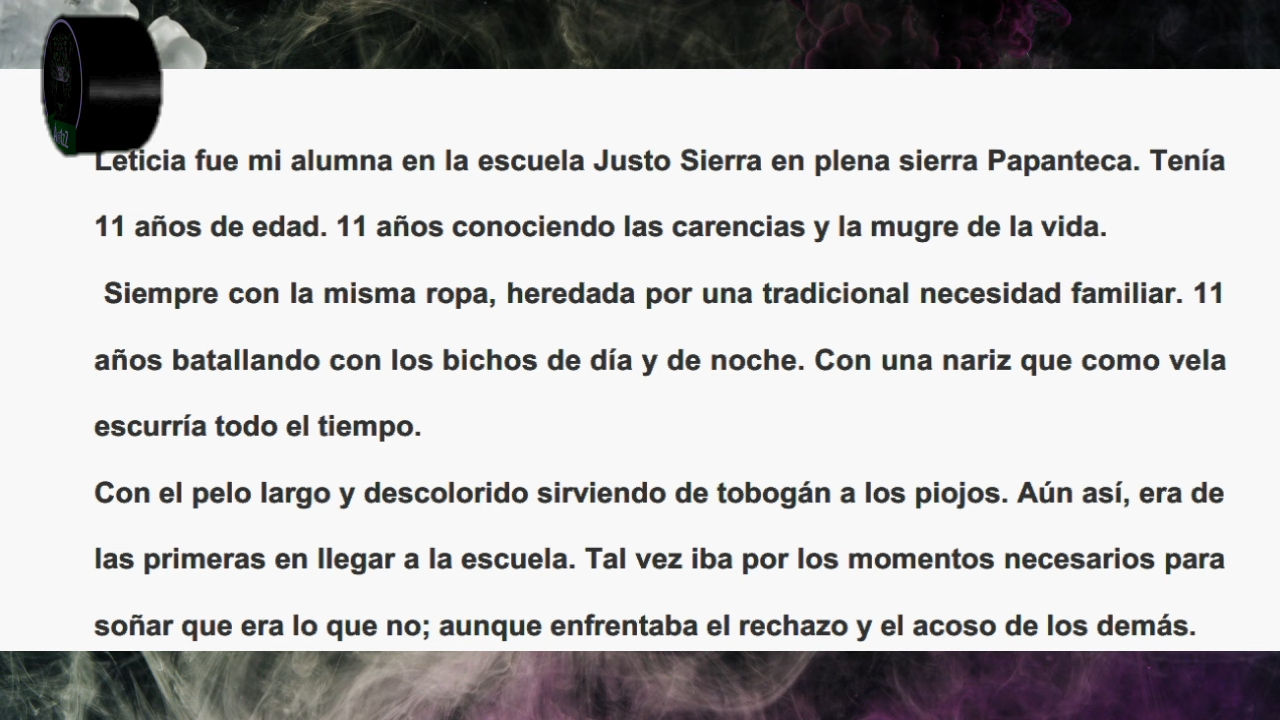 Leticia fue mi alumna en la escuela Justo Sierra en plena sierra Papanteca. Tenía
11 años de edad. 11 años conociendo las carencias y la mugre de la vida.
Siempre con la misma ropa, heredada por una tradicional necesidad familiar. 11
años batallando con los bichos de día y de noche. Con una nariz que como vela
escurría todo el tiempo.
Con el pelo largo y descolorido sirviendo de tobogán a los piojos. Aún así, era de
las primeras en llegar a la escuela. Tal vez iba por los momentos necesarios para
soñar que era lo que no; aunque enfrentaba el rechazo y el acoso de los demás.